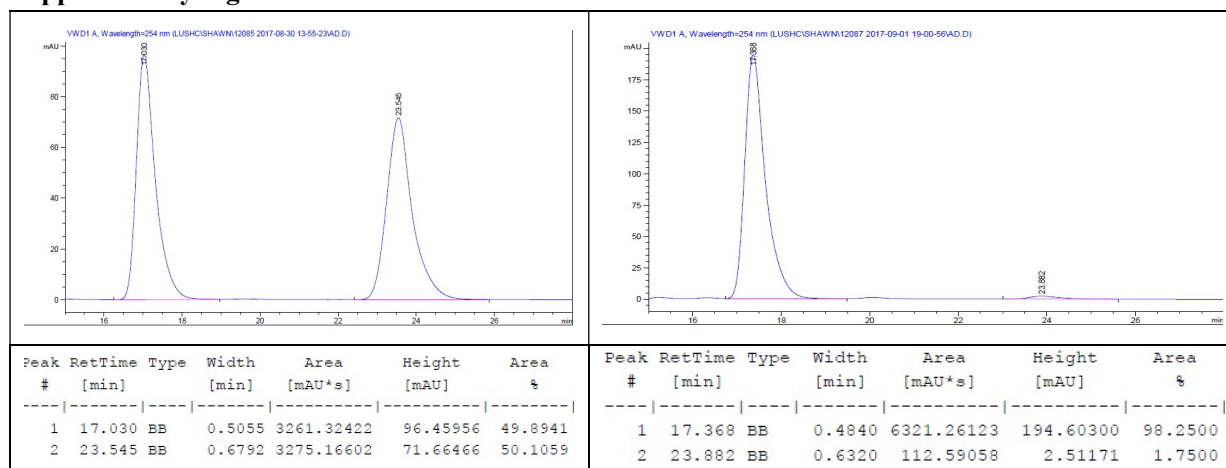 VWD1 A, Wavelength=254 nm (LUSHC\SHAWN\12085 2017-08-30 13-55-23\AD.D)
mAU
17.030
23.545
80
60
40
20
0
16 18 20 22 24 26 min
VWD1 A, Wavelength=254 nm (LUSHC\SHAWN\12087 2017-09-01 19-00-56\AD.D)
mAU
17.368
23.882
175
150
125
100
75
50
25
0
16 18 20 22 24 26 min
Peak RetTime Type Width Area Height Area
# [min] [min] [mAU*s] [mAU] %
----|-------|----|-------|----------|----------|--------|
1 17.030 BB 0.5055 3261.32422 96.45956 49.8941
2 23.545 BB 0.6792 3275.16602 71.66466 50.1059
Peak RetTime Type Width Area Height Area
# [min] [min] [mAU*s] [mAU] %
----|-------|----|-------|----------|----------|--------|
1 17.368 BB 0.4840 6321.26123 194.60300 98.2500
2 23.882 BB 0.6320 112.59058 2.51171 1.7500